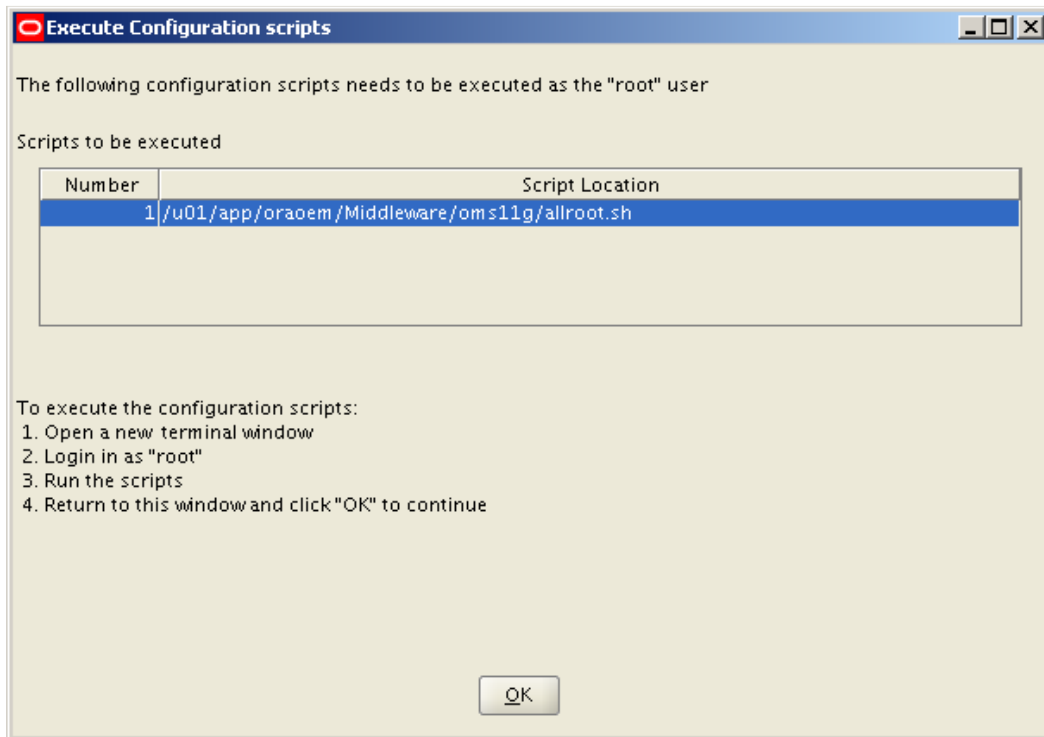 Execute Configuration scripts
The following configuration scripts needs to be executed as the "root" user
Scripts to be executed
Number Script Location
1 /u01/app/oraoem/Middleware/oms11g/allroot.sh
To execute the configuration scripts:
1. Open a new terminal window
2. Login in as "root"
3. Run the scripts
4. Return to this window and click "OK" to continue
OK